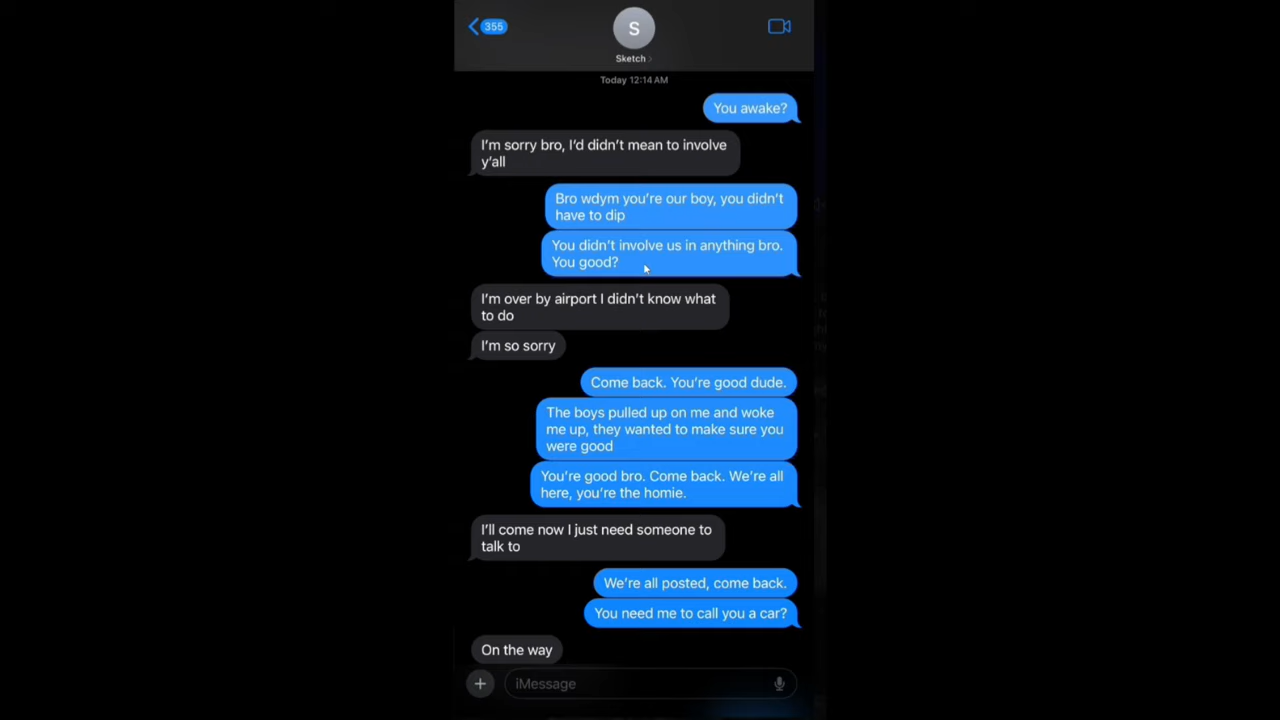 355
S
Sketch
Today 12:14 AM
You awake?
I'm sorry bro, I'd didn't mean to involve
y'all
Bro wdym you're our boy, you didn't
have to dip
You didn't involve us in anything bro.
You good?
I'm over by airport I didn't know what
to do
I'm so sorry
Come back. You're good dude.
The boys pulled up on me and woke
me up, they wanted to make sure you
were good
You're good bro. Come back. We're all
here, you're the homie.
I'll come now I just need someone to
talk to
We're all posted, come back.
You need me to call you a car?
On the way
iMessage